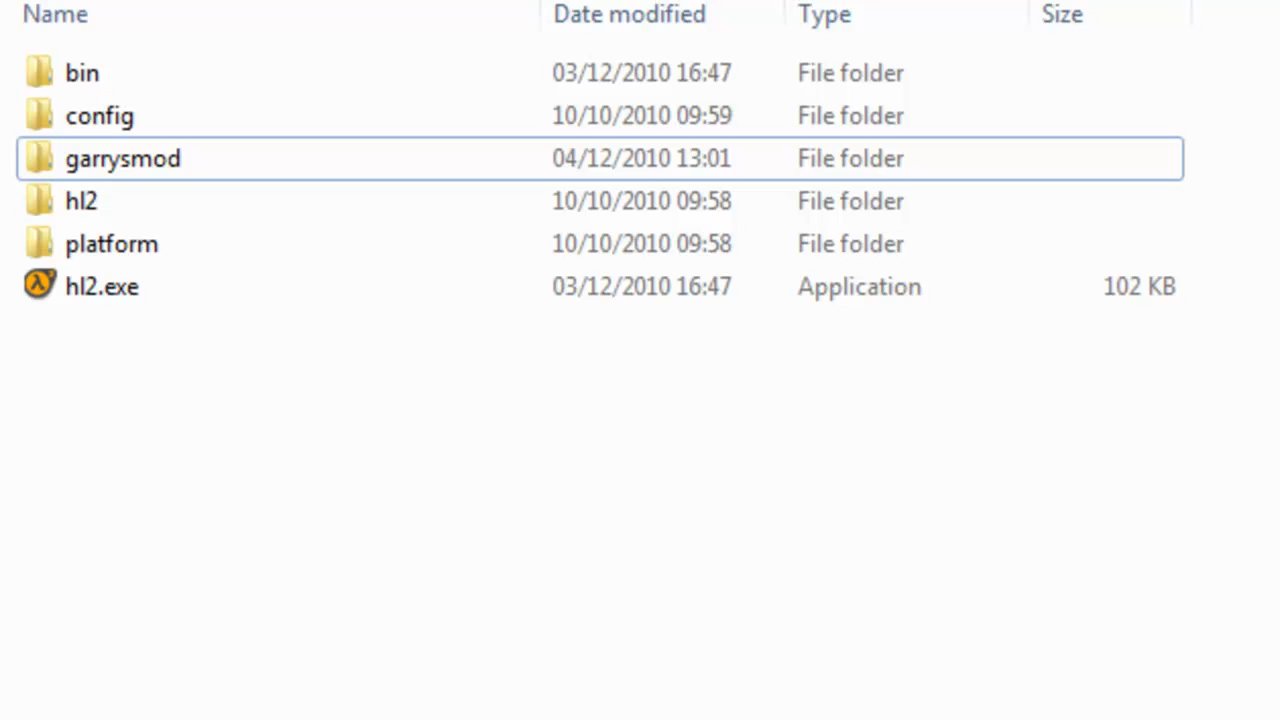 Name Date modified Type Size
bin 03/12/2010 16:47 File folder
config 10/10/2010 09:59 File folder
garrysmod 04/12/2010 13:01 File folder
hl2 10/10/2010 09:58 File folder
platform 10/10/2010 09:58 File folder
hl2.exe 03/12/2010 16:47 Application 102 KB